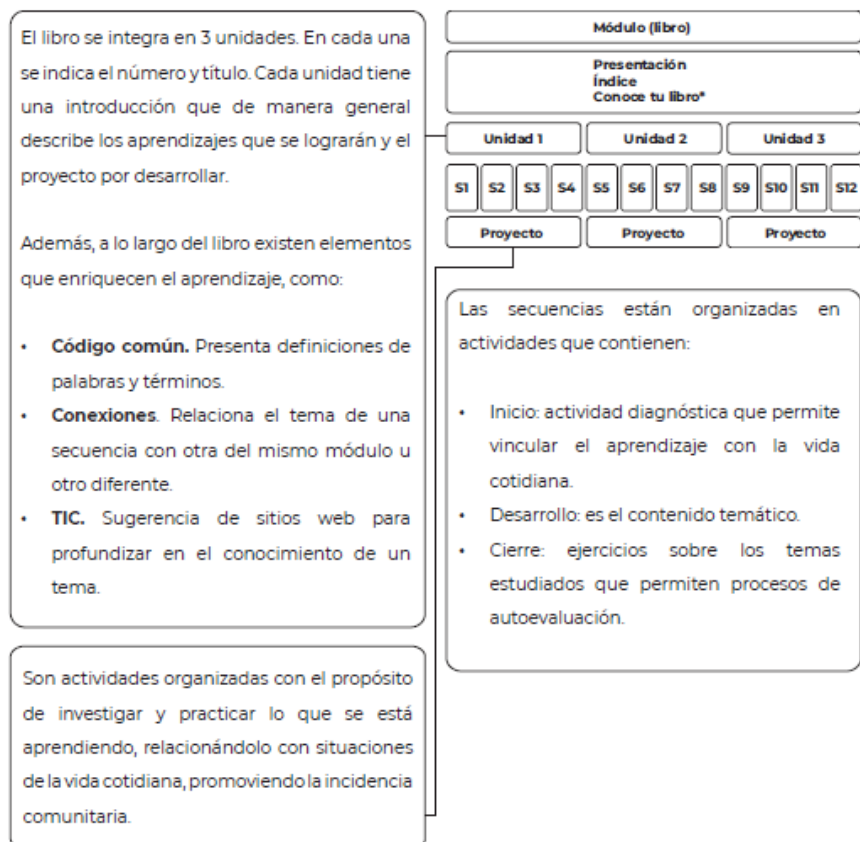 El libro se integra en 3 unidades. En cada una
se indica el número y título. Cada unidad tiene
una introducción que de manera general
describe los aprendizajes que se lograrán y el
proyecto por desarrollar.
Además, a lo largo del libro existen elementos
que enriquecen el aprendizaje, como:
• Código común. Presenta definiciones de
palabras y términos.
• Conexiones. Relaciona el tema de una
secuencia con otra del mismo módulo u
otro diferente.
• TIC. Sugerencia de sitios web para
profundizar en el conocimiento de un
tema.
Son actividades organizadas con el propósito
de investigar y practicar lo que se está
aprendiendo, relacionándolo con situaciones
de la vida cotidiana, promoviendo la incidencia
comunitaria.
Módulo (libro)
Presentación
Índice
Conoce tu libro*
Unidad 1 Unidad 2 Unidad 3
S1 S2 S3 S4 S5 S6 S7 S8 S9 S10 S11 S12
Proyecto Proyecto Proyecto
Las secuencias están organizadas en
actividades que contienen:
• Inicio: actividad diagnóstica que permite
vincular el aprendizaje con la vida
cotidiana.
• Desarrollo: es el contenido temático.
• Cierre: ejercicios sobre los temas
estudiados que permiten procesos de
autoevaluación.